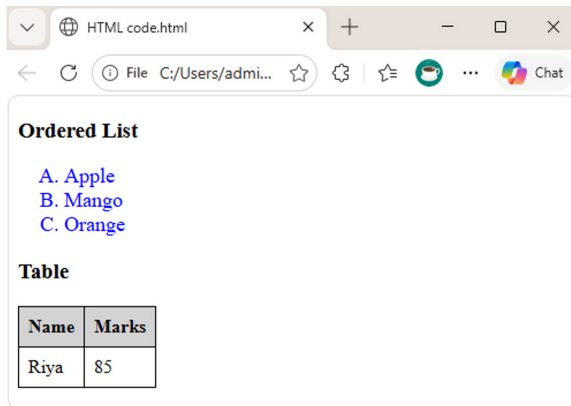 HTML code.html
File C:/Users/admi...
Chat
Ordered List
A. Apple
B. Mango
C. Orange
Table
Name Marks
Riya 85